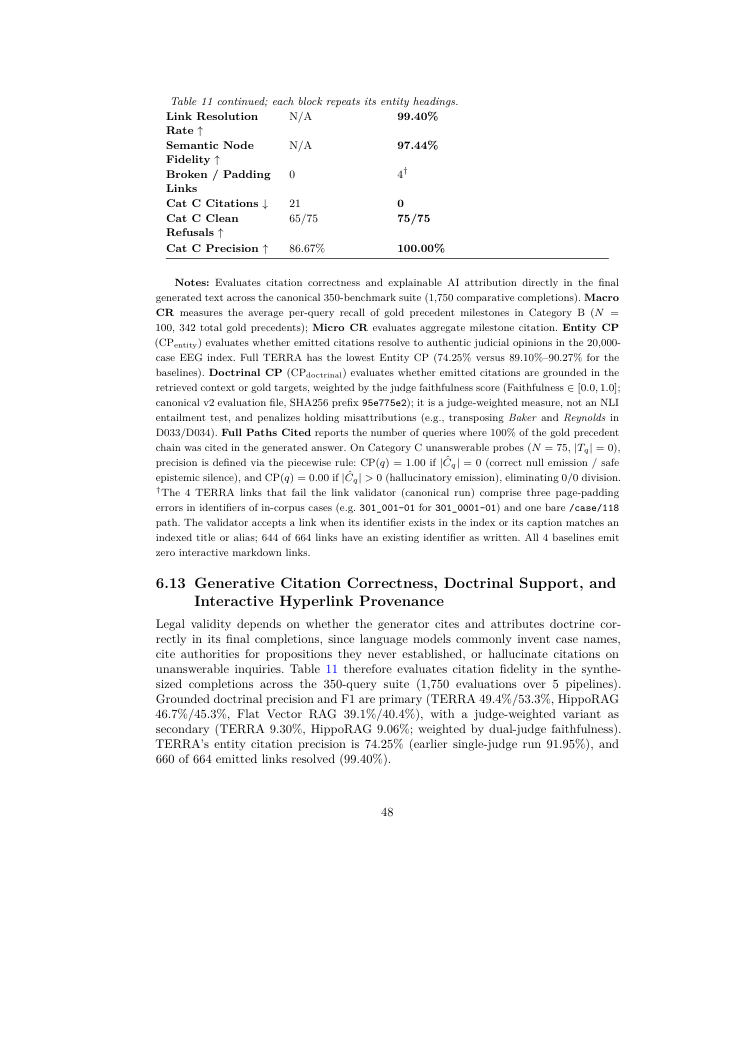 Table 11 continued; each block repeats its entity headings.
Link Resolution N/A 99.40%
Rate ↑
Semantic Node N/A 97.44%
Fidelity ↑
Broken / Padding 0 4†
Links
Cat C Citations ↓ 21 0
Cat C Clean 65/75 75/75
Refusals ↑
Cat C Precision ↑ 86.67% 100.00%
Notes: Evaluates citation correctness and explainable AI attribution directly in the final
generated text across the canonical 350-benchmark suite (1,750 comparative completions). Macro
CR measures the average per-query recall of gold precedent milestones in Category B (N =
100, 342 total gold precedents); Micro CR evaluates aggregate milestone citation. Entity CP
(CPentity) evaluates whether emitted citations resolve to authentic judicial opinions in the 20,000-
case EEG index. Full TERRA has the lowest Entity CP (74.25% versus 89.10%–90.27% for the
baselines). Doctrinal CP (CPdoctrinal) evaluates whether emitted citations are grounded in the
retrieved context or gold targets, weighted by the judge faithfulness score (Faithfulness ∈ [0.0, 1.0];
canonical v2 evaluation file, SHA256 prefix 95e775e2); it is a judge-weighted measure, not an NLI
entailment test, and penalizes holding misattributions (e.g., transposing Baker and Reynolds in
D033/D034). Full Paths Cited reports the number of queries where 100% of the gold precedent
chain was cited in the generated answer. On Category C unanswerable probes (N = 75, |Tq| = 0),
precision is defined via the piecewise rule: CP(q) = 1.00 if |Ĉq| = 0 (correct null emission / safe
epistemic silence), and CP(q) = 0.00 if |Ĉq| > 0 (hallucinatory emission), eliminating 0/0 division.
†The 4 TERRA links that fail the link validator (canonical run) comprise three page-padding
errors in identifiers of in-corpus cases (e.g. 301_001-01 for 301_0001-01) and one bare /case/118
path. The validator accepts a link when its identifier exists in the index or its caption matches an
indexed title or alias; 644 of 664 links have an existing identifier as written. All 4 baselines emit
zero interactive markdown links.
6.13 Generative Citation Correctness, Doctrinal Support, and
Interactive Hyperlink Provenance
Legal validity depends on whether the generator cites and attributes doctrine cor-
rectly in its final completions, since language models commonly invent case names,
cite authorities for propositions they never established, or hallucinate citations on
unanswerable inquiries. Table 11 therefore evaluates citation fidelity in the synthe-
sized completions across the 350-query suite (1,750 evaluations over 5 pipelines).
Grounded doctrinal precision and F1 are primary (TERRA 49.4%/53.3%, HippoRAG
46.7%/45.3%, Flat Vector RAG 39.1%/40.4%), with a judge-weighted variant as
secondary (TERRA 9.30%, HippoRAG 9.06%; weighted by dual-judge faithfulness).
TERRA's entity citation precision is 74.25% (earlier single-judge run 91.95%), and
660 of 664 emitted links resolved (99.40%).
48